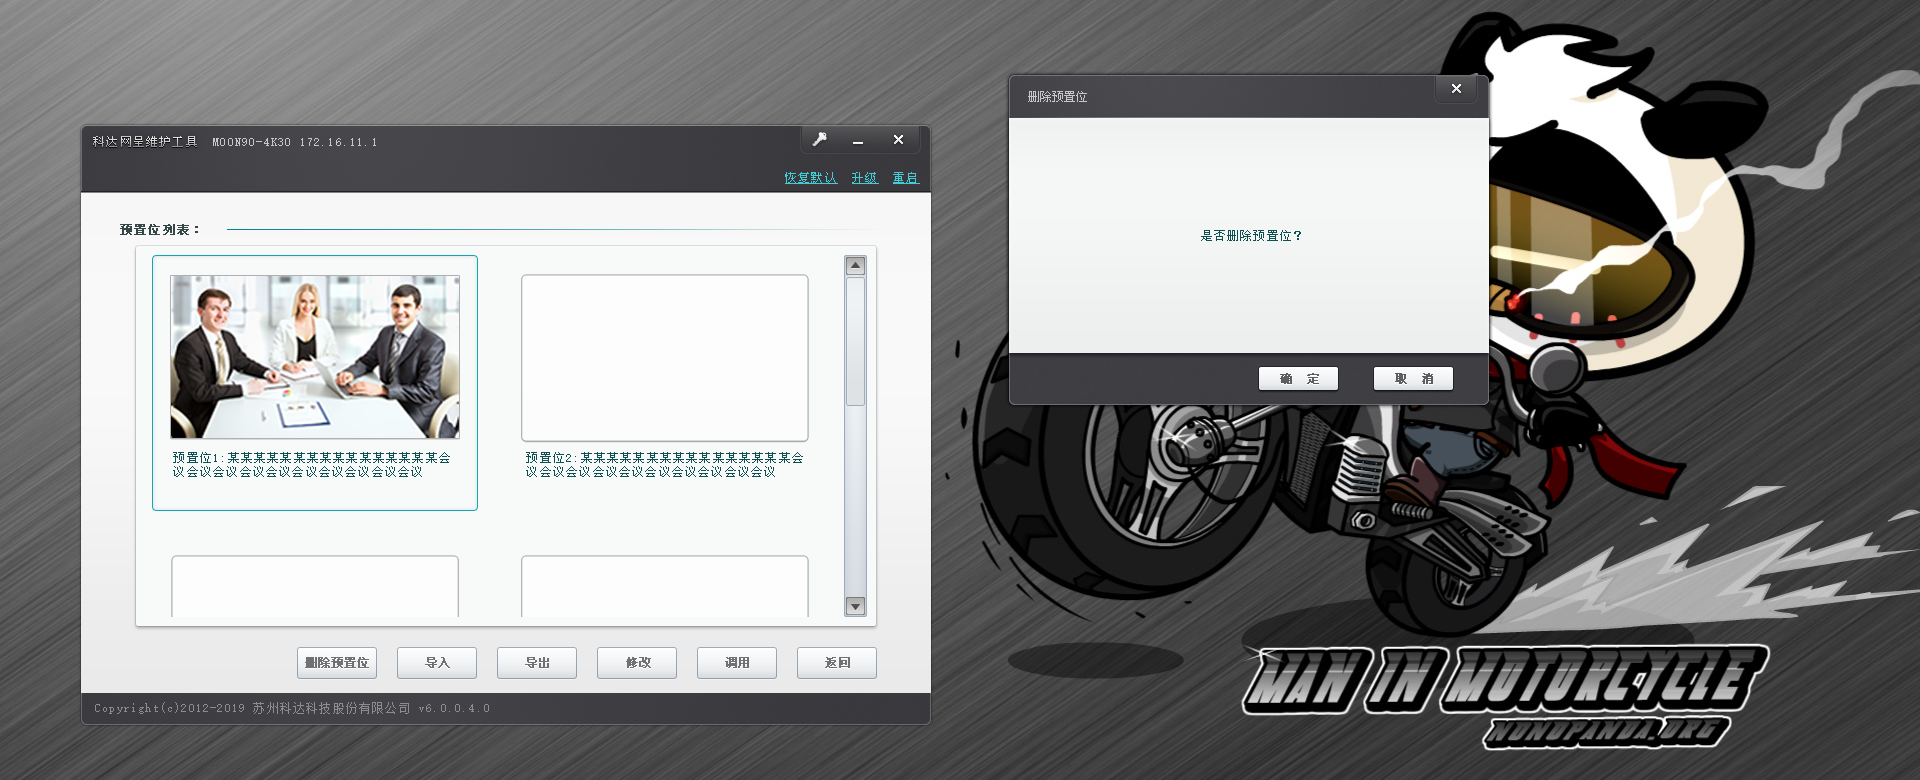 科达网呈维护工具 MOON90-4K30 172.16.11.1
恢复默认 升级 重启
预置位列表：
预置位1:某某某某某某某某某某某某某某某某会
议会议会议会议会议会议会议会议会议会议
预置位2:某某某某某某某某某某某某某某某某会
议会议会议会议会议会议会议会议会议会议
删除预置位 导入 导出 修改 调用 返回
Copyright(c)2012-2019 苏州科达科技股份有限公司 v6.0.0.4.0
删除预置位
是否删除预置位？
确 定 取 消
MAN IN MOTORCYCLE
NONOPANDA.ORG